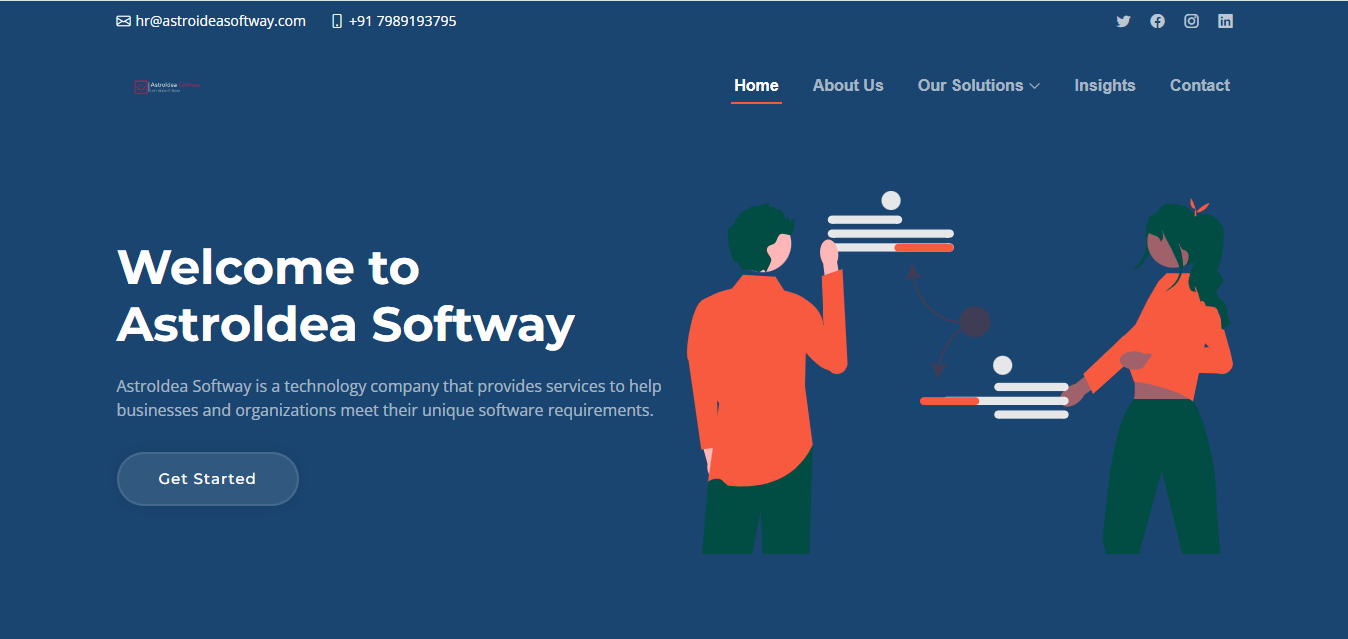 hr@astroideasoftway.com +91 7989193795
AstroIdea Softway
Home About Us Our Solutions Insights Contact
Welcome to
AstroIdea Softway
AstroIdea Softway is a technology company that provides services to help
businesses and organizations meet their unique software requirements.
Get Started